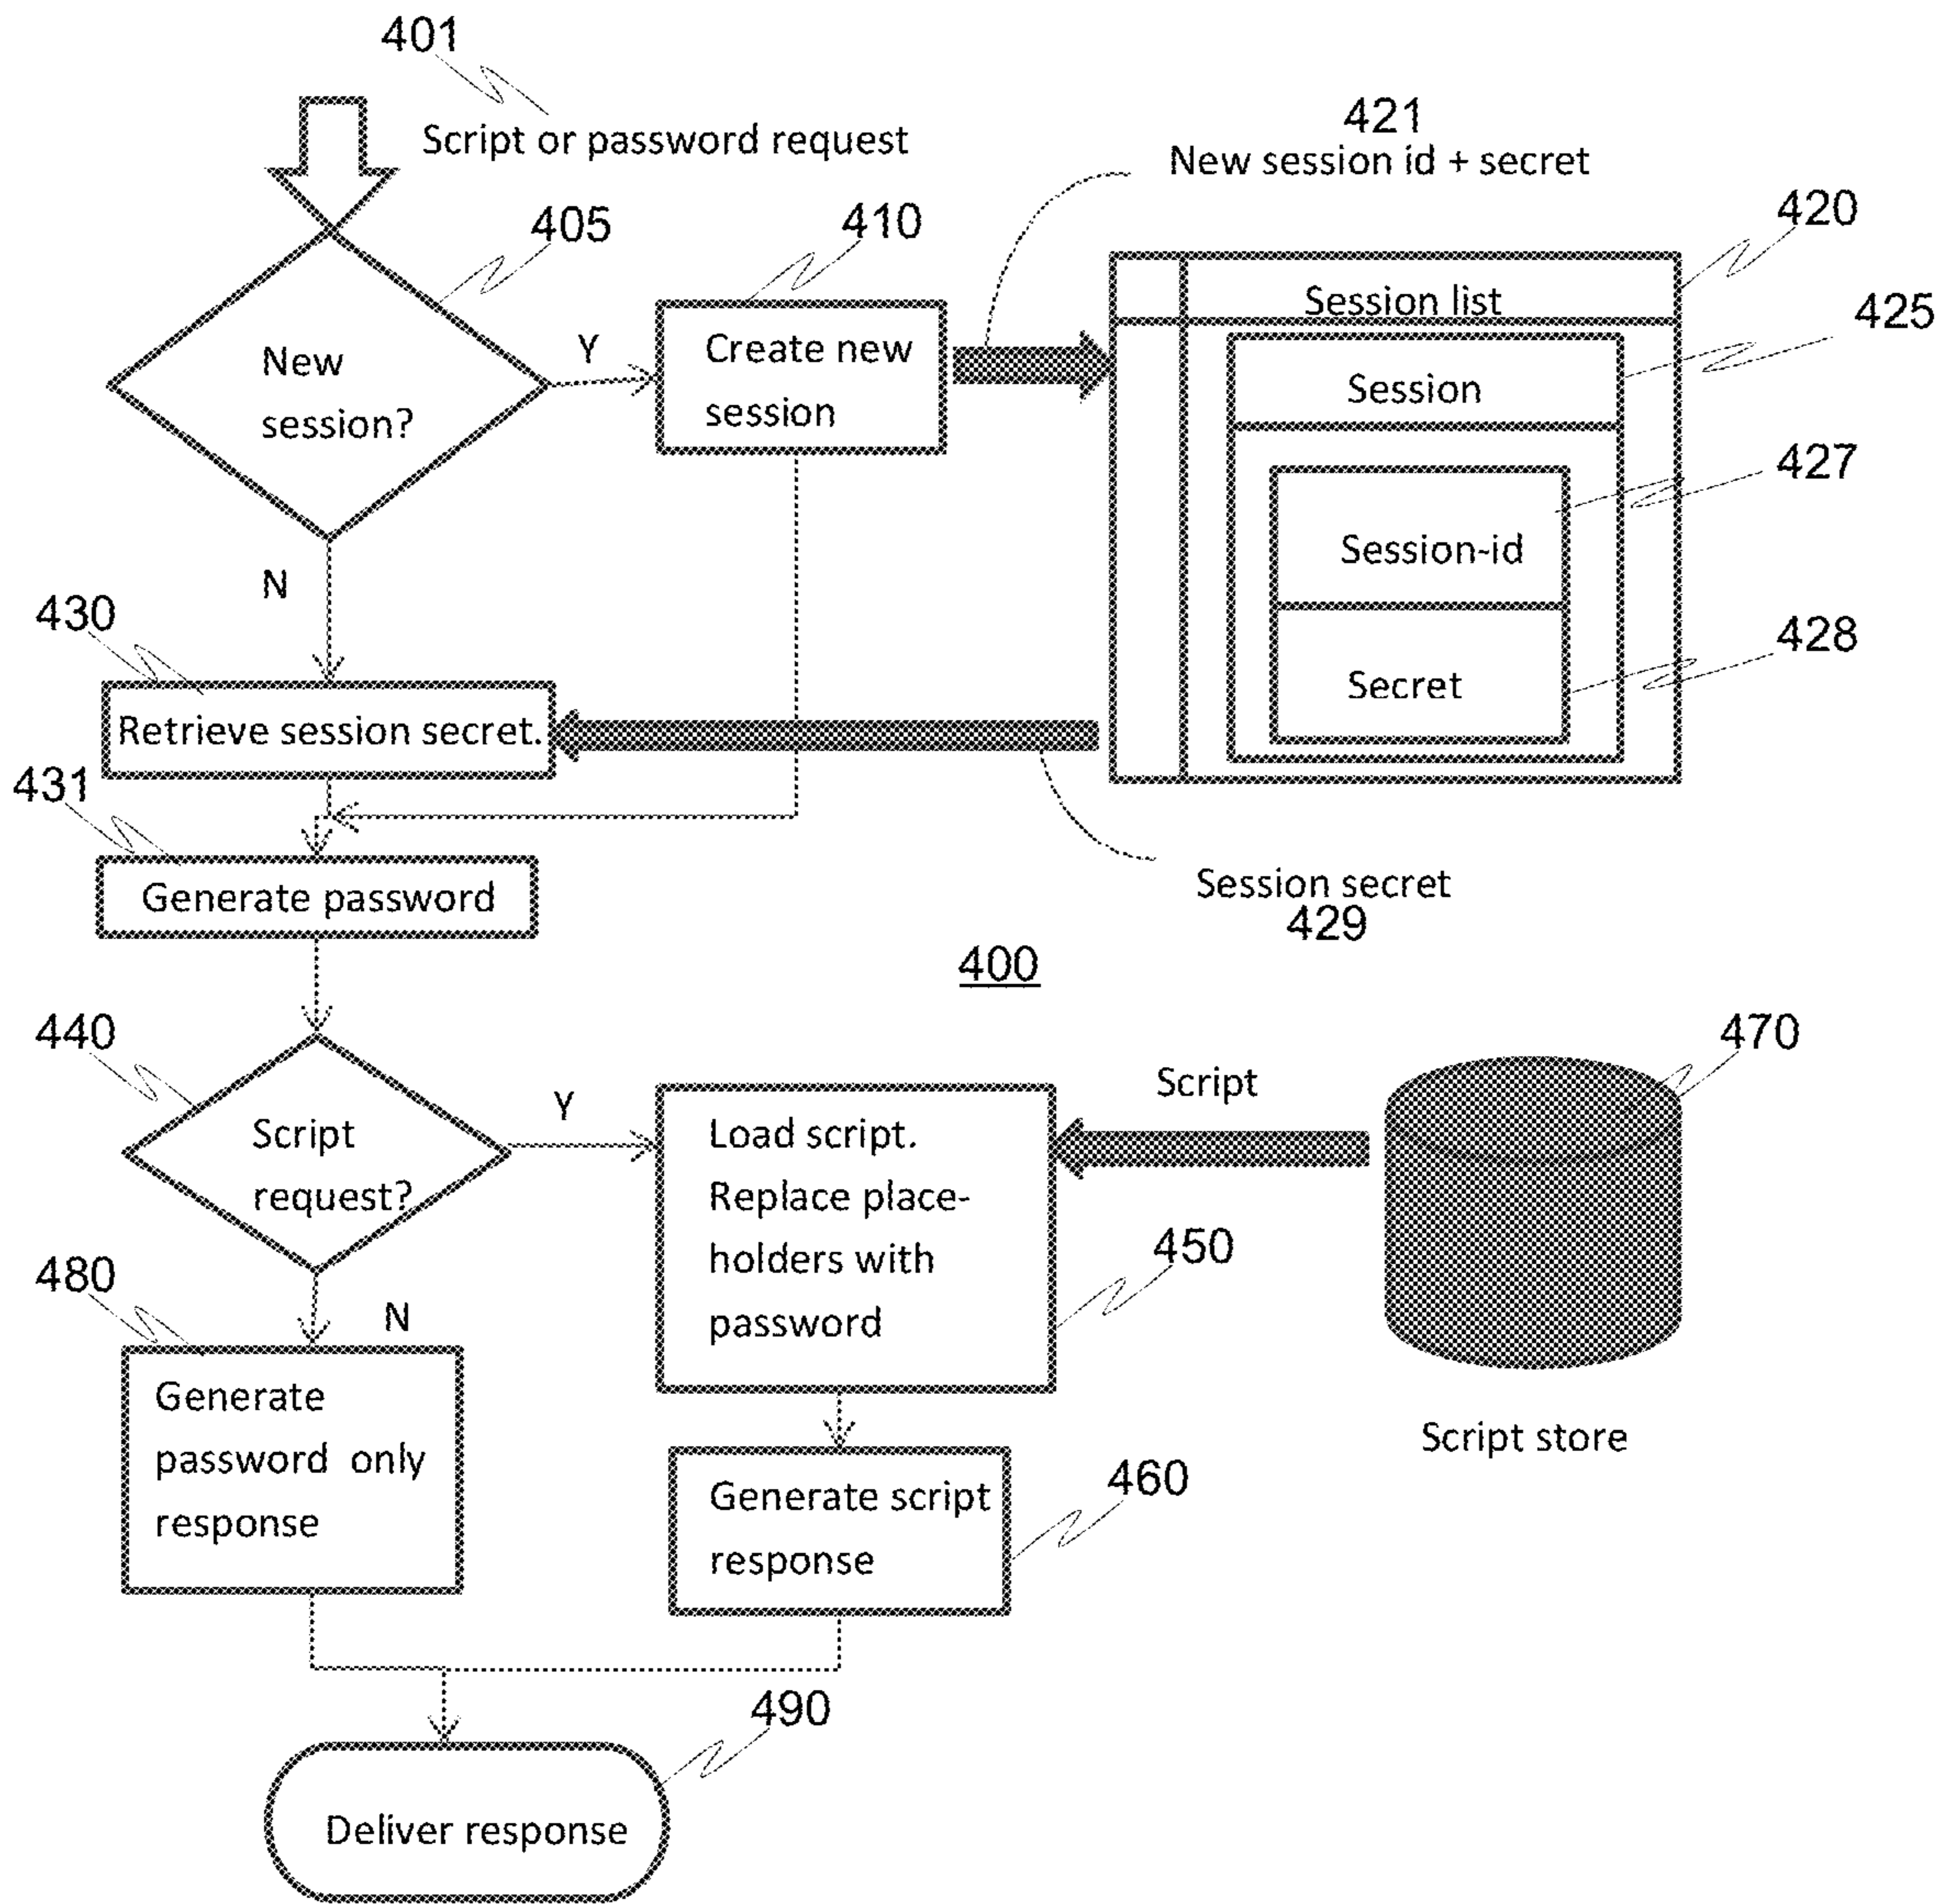 401
Script or password request
421
New session id + secret
405
410
420
Session list
425
New
session?
Y
Create new
session
Session
427
Session-id
N
430
428
Secret
Retrieve session secret.
431
Generate password
Session secret
429
400
440
470
Script
Script
request?
Y
Load script.
Replace place-
holders with
password
450
480
N
Generate
password only
response
Script store
460
Generate script
response
490
Deliver response